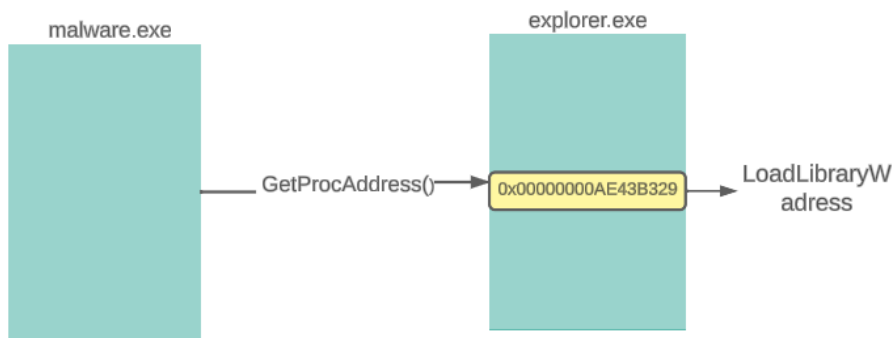 malware.exe
explorer.exe
GetProcAddress()
0x00000000AE43B329
LoadLibraryW
adress